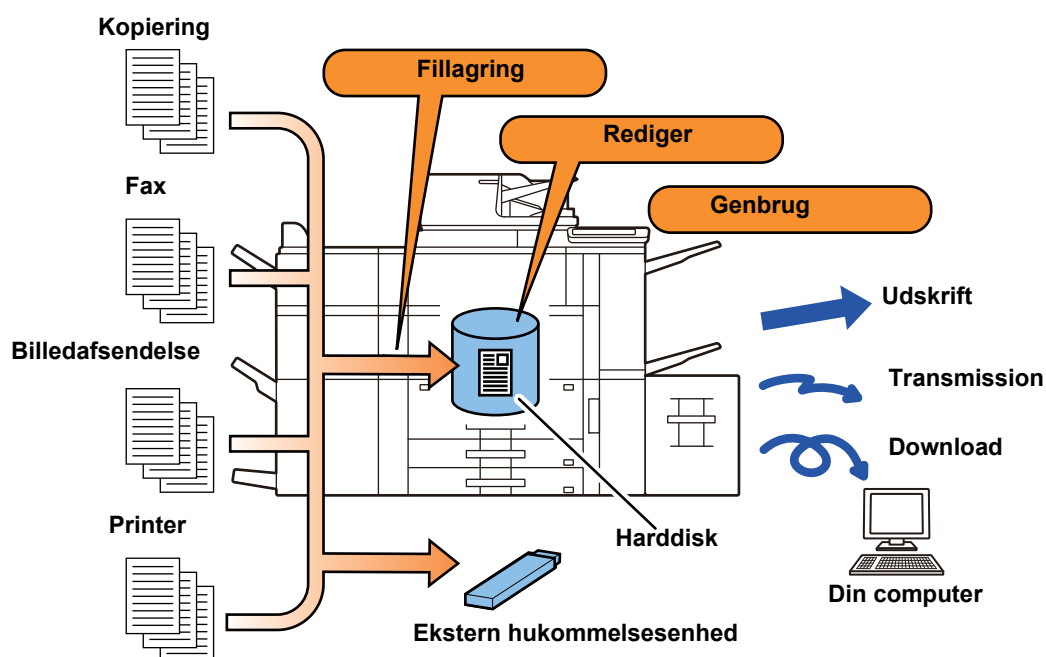 Kopiering
Fillagring
Rediger
Fax
Genbrug
Udskrift
Billedafsendelse
Transmission
Download
Printer
Harddisk
Din computer
Ekstern hukommelsesenhed